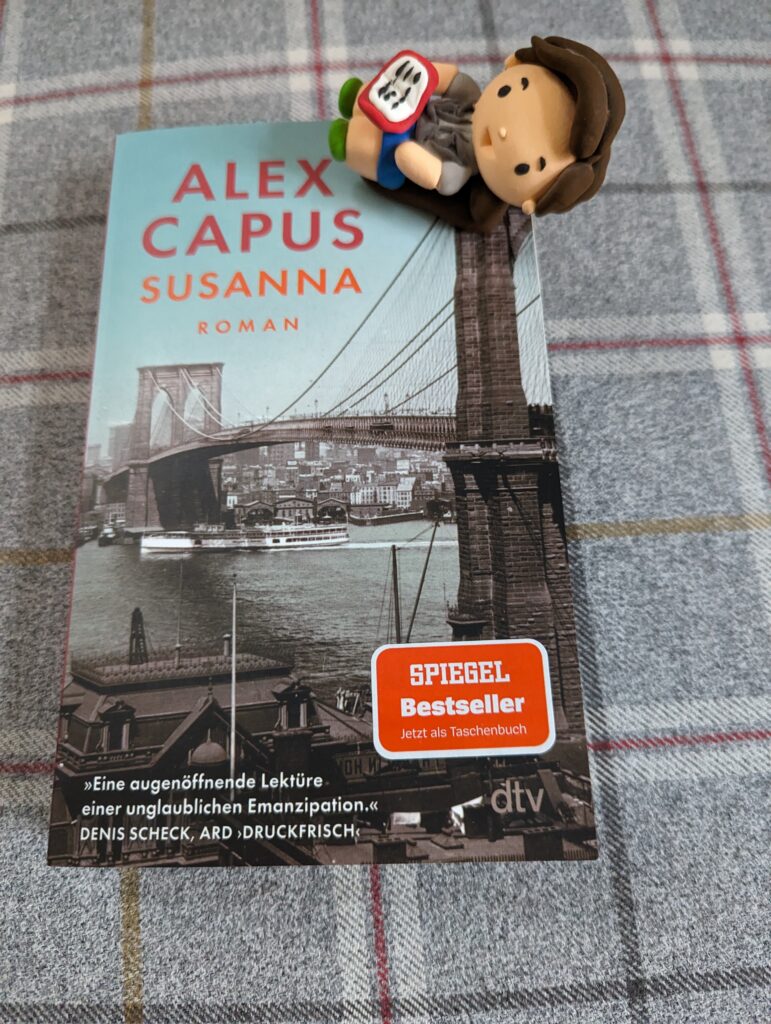 ALEX
CAPUS
SUSANNA
ROMAN
SPIEGEL
Bestseller
Jetzt als Taschenbuch
»Eine augenöffnende Lektüre
einer unglaublichen Emanzipation.«
DENIS SCHECK, ARD ›DRUCKFRISCH‹
dtv